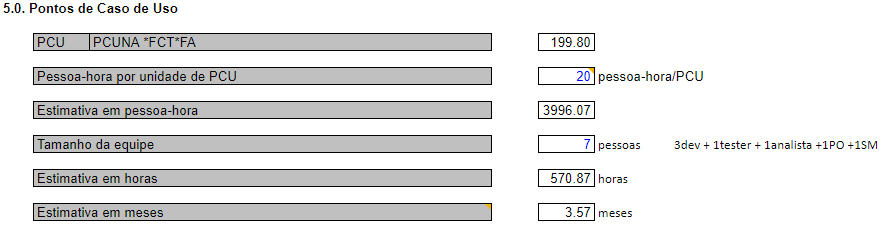 5.0. Pontos de Caso de Uso
PCU PCUNA *FCT*FA 199.80
Pessoa-hora por unidade de PCU 20 pessoa-hora/PCU
Estimativa em pessoa-hora 3996.07
Tamanho da equipe 7 pessoas 3dev + 1tester + 1analista +1PO +1SM
Estimativa em horas 570.87 horas
Estimativa em meses 3.57 meses